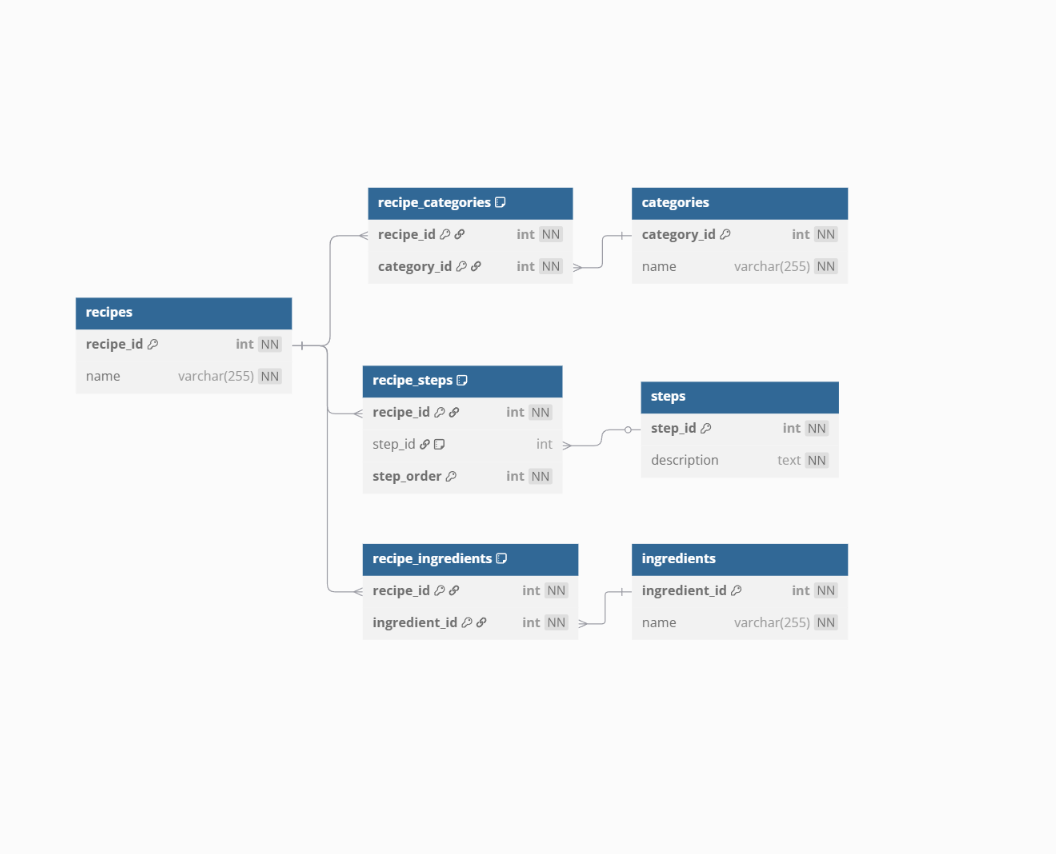 recipes
recipe_id int NN
name varchar(255) NN
recipe_categories
recipe_id int NN
category_id int NN
categories
category_id int NN
name varchar(255) NN
recipe_steps
recipe_id int NN
step_id int
step_order int NN
steps
step_id int NN
description text NN
recipe_ingredients
recipe_id int NN
ingredient_id int NN
ingredients
ingredient_id int NN
name varchar(255) NN